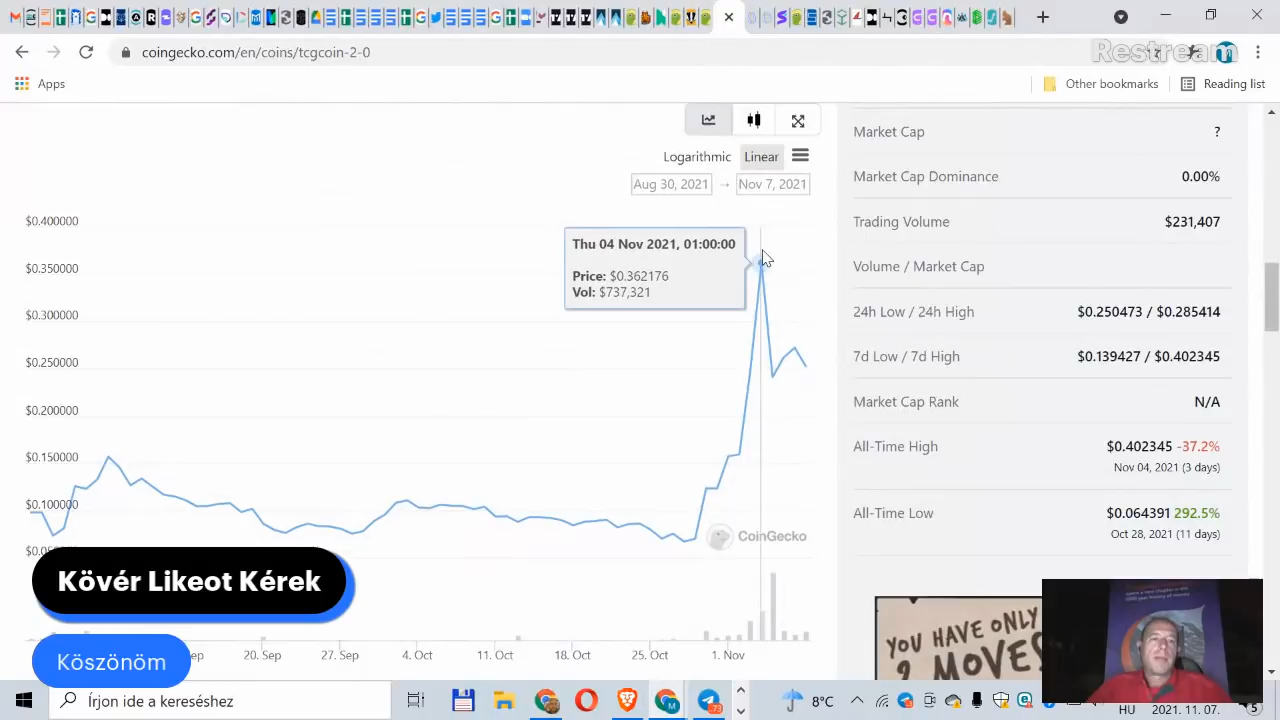 coingecko.com/en/coins/tcgcoin-2-0
Restream
Apps
Other bookmarks
Reading list
Logarithmic
Linear
Aug 30, 2021 → Nov 7, 2021
$0.400000
$0.350000
$0.300000
$0.250000
$0.200000
$0.150000
$0.100000
Thu 04 Nov 2021, 01:00:00
Price: $0.362176
Vol: $737,321
CoinGecko
20. Sep
27. Sep
4. Oct
11. Oct
18. Oct
25. Oct
1. Nov
Market Cap ?
Market Cap Dominance 0.00%
Trading Volume $231,407
Volume / Market Cap
24h Low / 24h High $0.250473 / $0.285414
7d Low / 7d High $0.139427 / $0.402345
Market Cap Rank N/A
All-Time High $0.402345 -37.2%
Nov 04, 2021 (3 days)
All-Time Low $0.064391 292.5%
Oct 28, 2021 (11 days)
YOU HAVE ONLY
2 MOVES
Kövér Likeot Kérek
Köszönöm
Írjon ide a kereséshez
8°C
HU
2021. 11. 07.